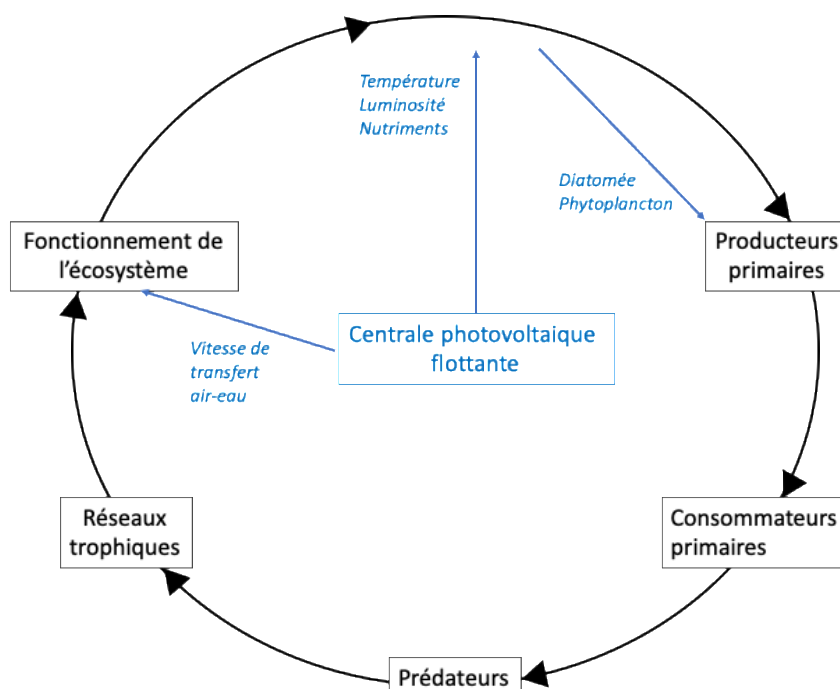 Température
Luminosité
Nutriments
Diatomée
Phytoplancton
Fonctionnement de
l'écosystème
Producteurs
primaires
Centrale photovoltaique
flottante
Vitesse de
transfert
air-eau
Réseaux
trophiques
Consommateurs
primaires
Prédateurs